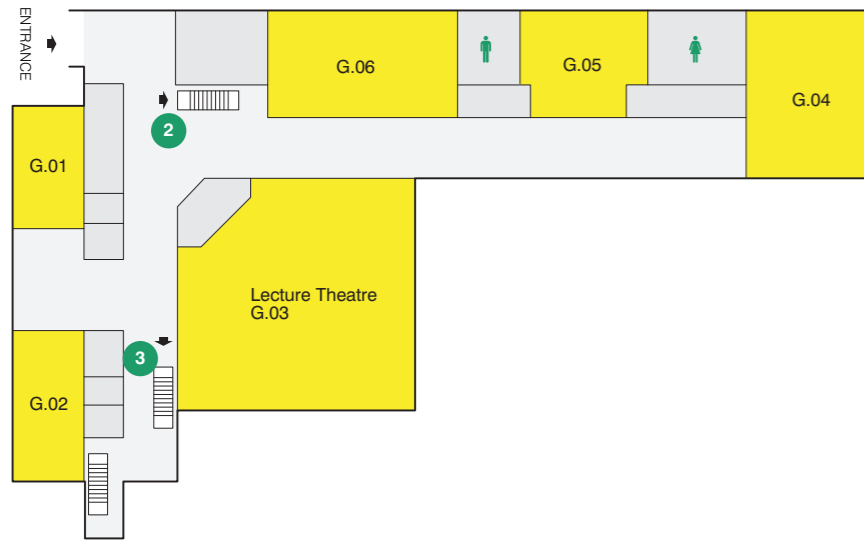 ENTRANCE
G.06
G.05
G.04
2
G.01
Lecture Theatre
G.03
3
G.02